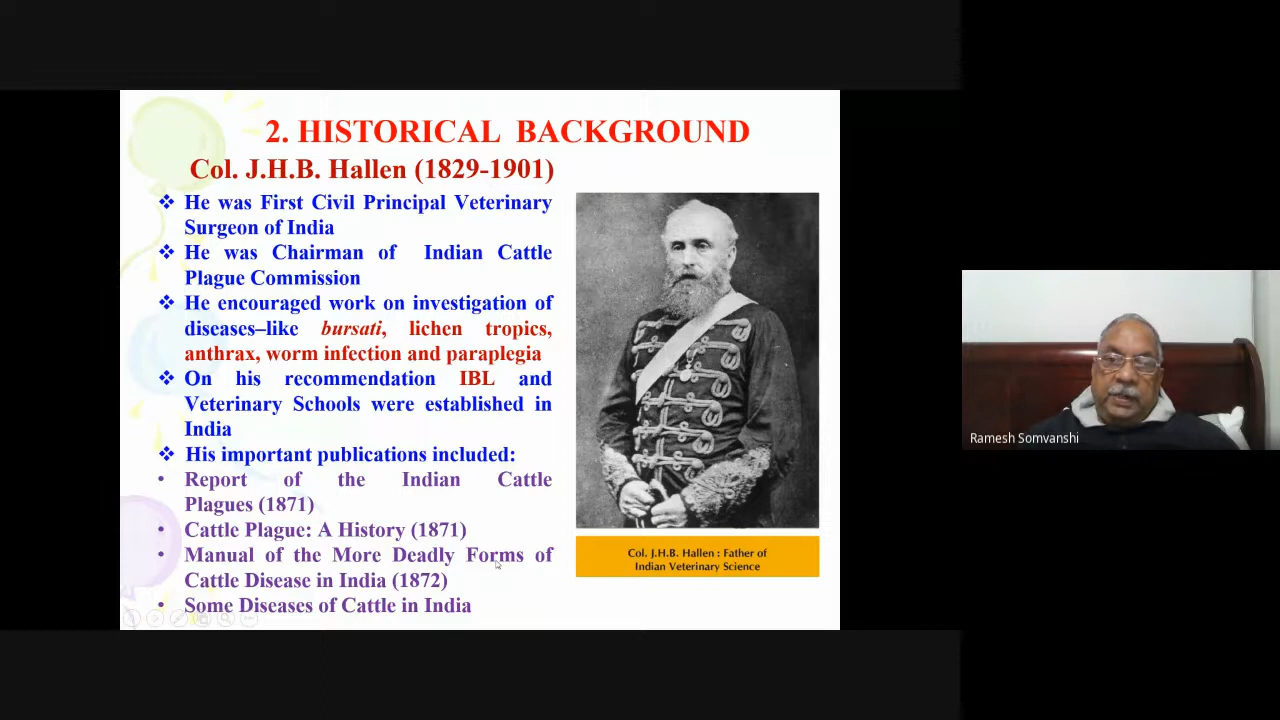 2. HISTORICAL BACKGROUND
Col. J.H.B. Hallen (1829-1901)
❖ He was First Civil Principal Veterinary
Surgeon of India
❖ He was Chairman of Indian Cattle
Plague Commission
❖ He encouraged work on investigation of
diseases–like bursati, lichen tropics,
anthrax, worm infection and paraplegia
❖ On his recommendation IBL and
Veterinary Schools were established in
India
❖ His important publications included:
• Report of the Indian Cattle
Plagues (1871)
• Cattle Plague: A History (1871)
• Manual of the More Deadly Forms of
Cattle Disease in India (1872)
• Some Diseases of Cattle in India
Col. J.H.B. Hallen : Father of
Indian Veterinary Science
Ramesh Somvanshi